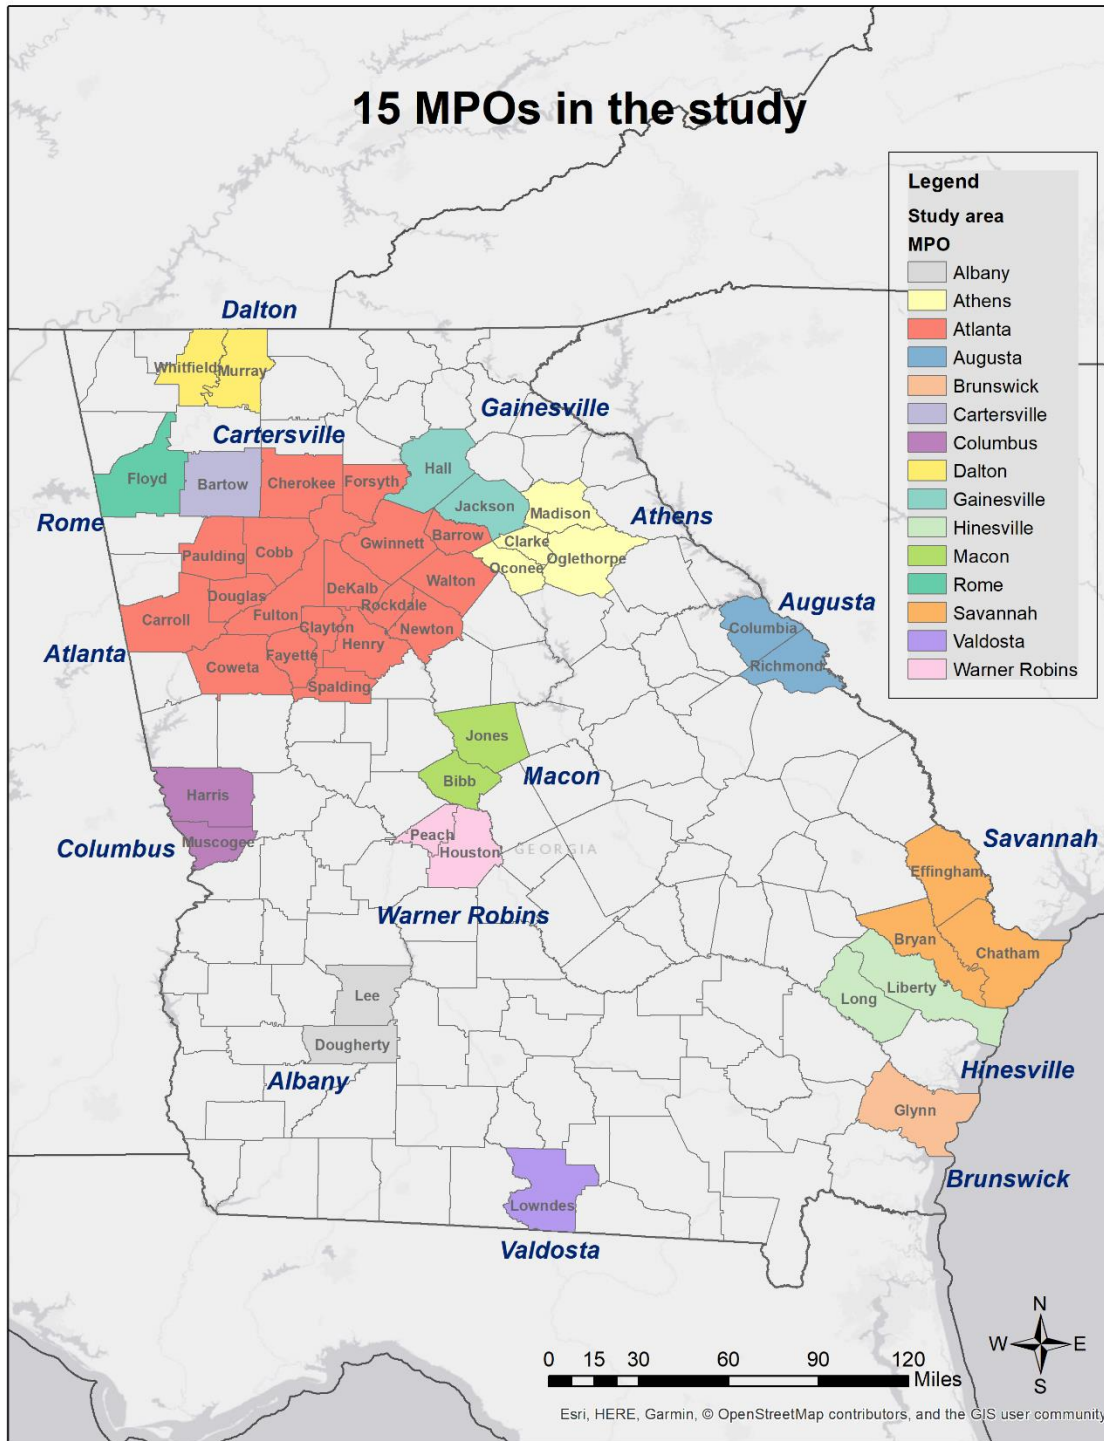 15 MPOs in the study
Legend
Study area
MPO
Albany
Athens
Atlanta
Augusta
Brunswick
Cartersville
Columbus
Dalton
Gainesville
Hinesville
Macon
Rome
Savannah
Valdosta
Warner Robins
Dalton
Whitfield
Murray
Gainesville
Cartersville
Hall
Floyd
Bartow
Cherokee
Forsyth
Jackson
Madison
Rome
Athens
Paulding
Cobb
Gwinnett
Barrow
Clarke
Oglethorpe
Oconee
Walton
DeKalb
Douglas
Rockdale
Carroll
Fulton
Clayton
Newton
Henry
Atlanta
Coweta
Fayette
Spalding
Augusta
Columbia
Richmond
Jones
Macon
Bibb
Harris
Muscogee
Columbus
Peach
Houston
GEORGIA
Warner Robins
Savannah
Effingham
Bryan
Chatham
Liberty
Long
Hinesville
Lee
Dougherty
Albany
Glynn
Brunswick
Lowndes
Valdosta
N
W E
S
0 15 30 60 90 120
Miles
Esri, HERE, Garmin, © OpenStreetMap contributors, and the GIS user community